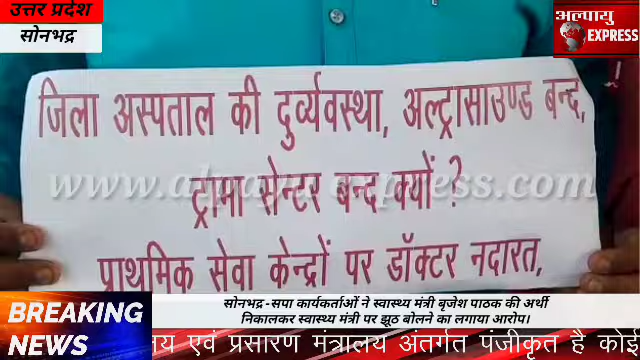 उत्तर प्रदेश
सोनभद्र
अल्पायु
EXPRESS
जिला अस्पताल की दुर्व्यवस्था, अल्ट्रासाउण्ड बन्द,
ट्रामा सेन्टर बन्द क्यों ?
प्राथमिक सेवा केन्द्रों पर डॉक्टर नदारत,
सोनभद्र -सपा कार्यकर्ताओं ने स्वास्थ्य मंत्री बृजेश पाठक की अर्थी
निकालकर स्वास्थ्य मंत्री पर झूठ बोलने का लगाया आरोप।
BREAKING
NEWS
एवं प्रसारण मंत्रालय अंतर्गत पंजीकृत है कोई